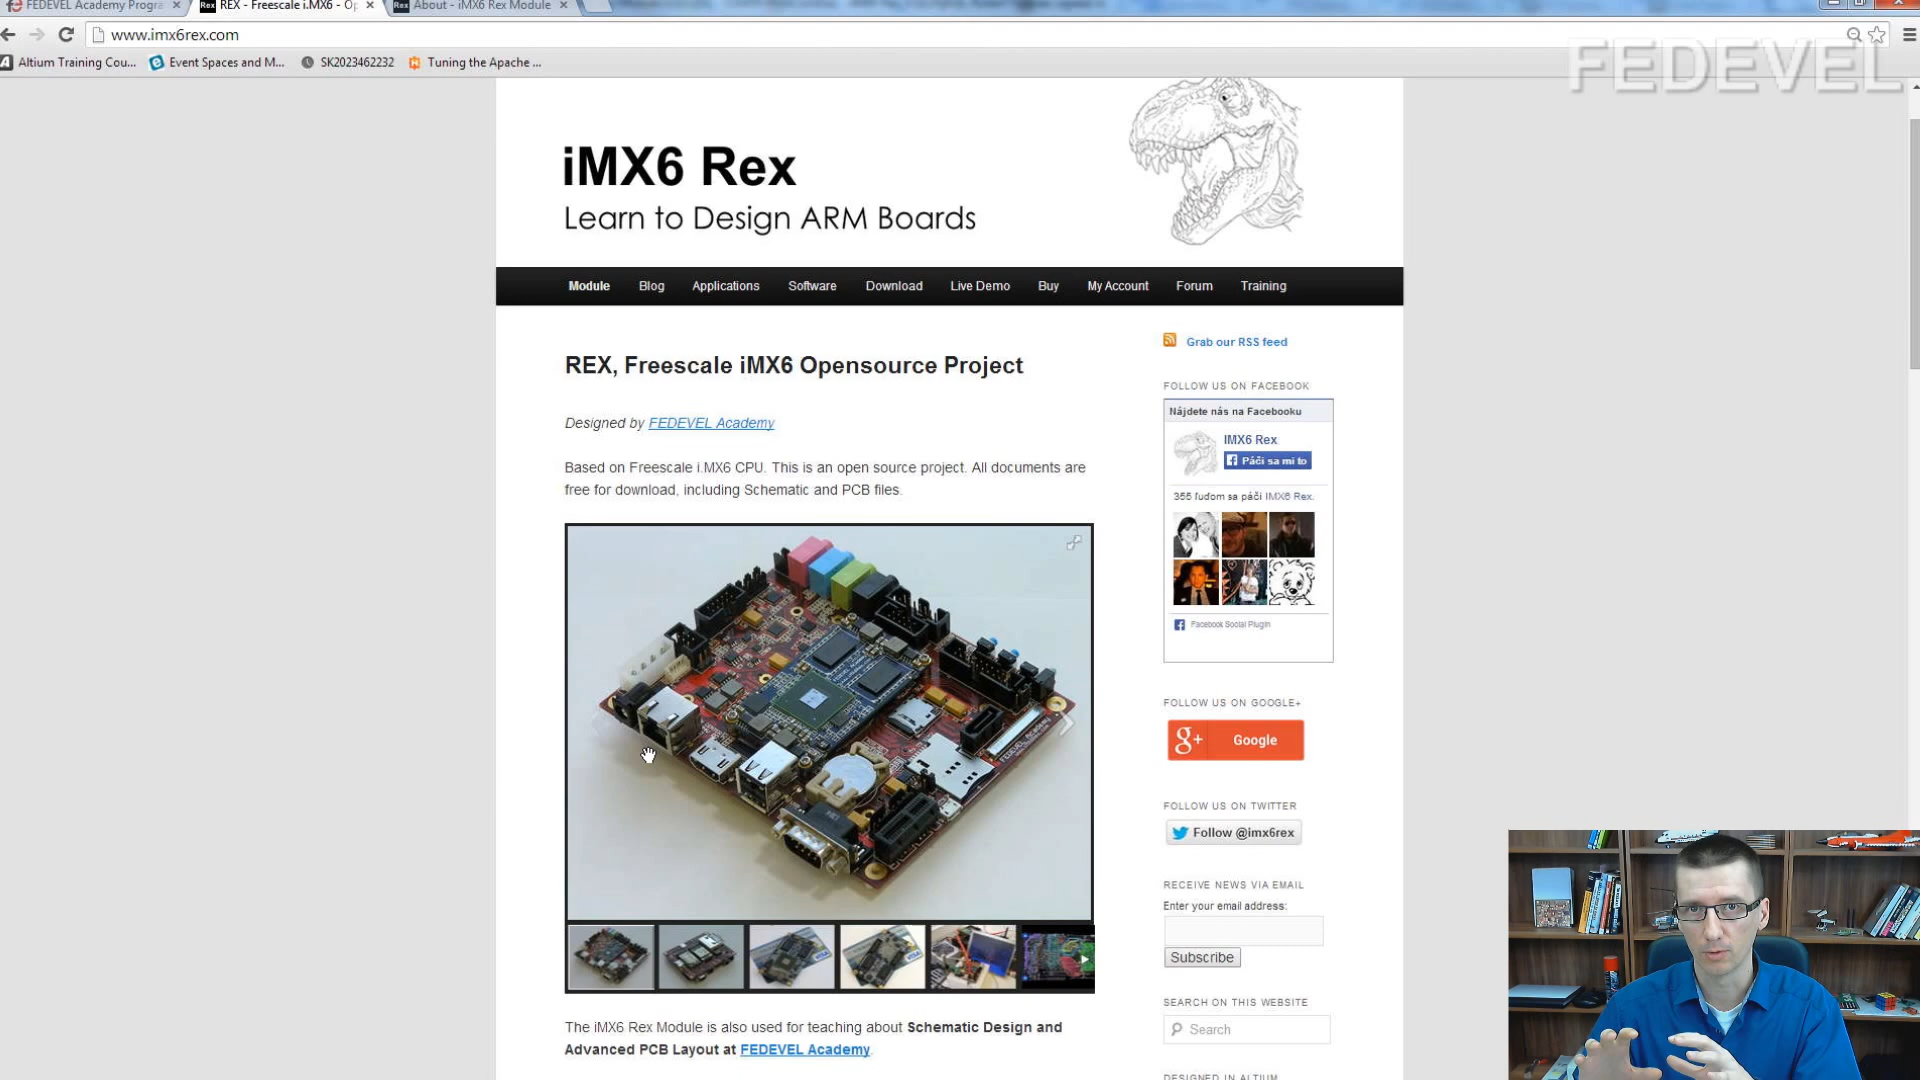 FEDEVEL Academy Progra
REX - Freescale i.MX6 - Op
About - iMX6 Rex Module
www.imx6rex.com
Altium Training Cou...
Event Spaces and M...
SK2023462232
Tuning the Apache ...
FEDEVEL
iMX6 Rex
Learn to Design ARM Boards
Module
Blog
Applications
Software
Download
Live Demo
Buy
My Account
Forum
Training
REX, Freescale iMX6 Opensource Project
Designed by FEDEVEL Academy
Based on Freescale i.MX6 CPU. This is an open source project. All documents are
free for download, including Schematic and PCB files.
The iMX6 Rex Module is also used for teaching about Schematic Design and
Advanced PCB Layout at FEDEVEL Academy.
Grab our RSS feed
FOLLOW US ON FACEBOOK
Nájdete nás na Facebooku
IMX6 Rex
Páči sa mi to
355 ľuďom sa páči IMX6 Rex.
Facebook Social Plugin
FOLLOW US ON GOOGLE+
g+ Google
FOLLOW US ON TWITTER
Follow @imx6rex
RECEIVE NEWS VIA EMAIL
Enter your email address:
Subscribe
SEARCH ON THIS WEBSITE
Search
DESIGNED IN ALTIUM